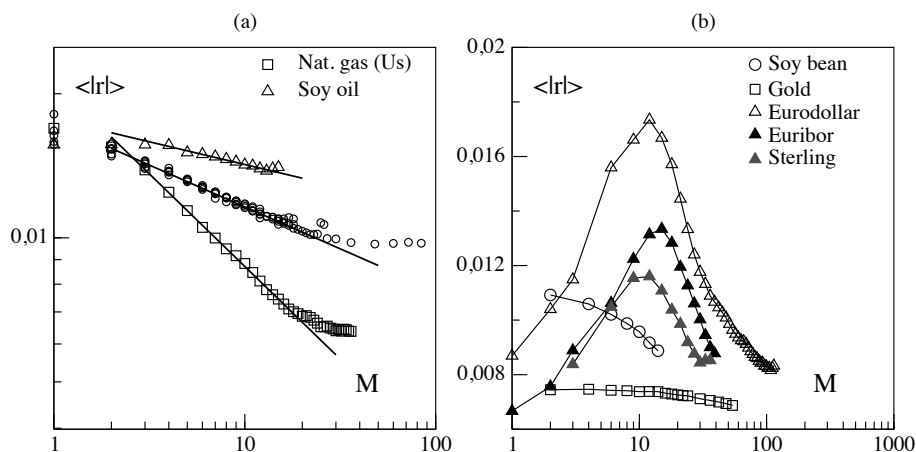 (a)
<|r|>
Nat. gas (Us)
Soy oil
0,01
M
1
10
100
(b)
0,02
<|r|>
Soy bean
Gold
Eurodollar
Euribor
Sterling
0,016
0,012
0,008
M
1
10
100
1000